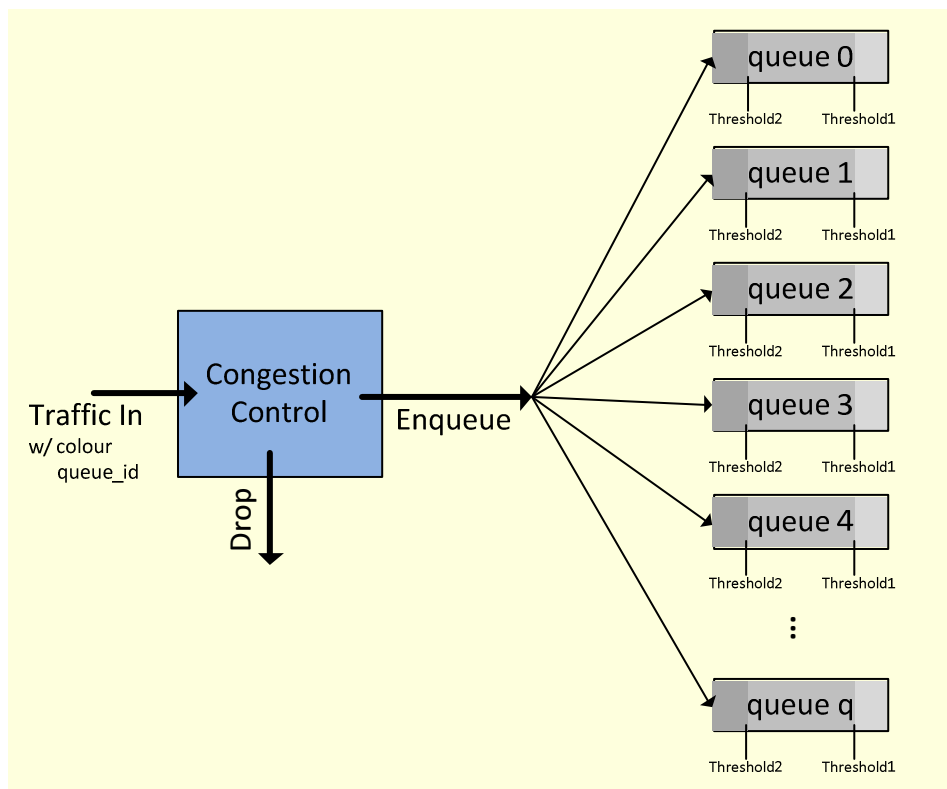 queue 0
Threshold2 Threshold1
queue 1
Threshold2 Threshold1
queue 2
Threshold2 Threshold1
Congestion
Control
Traffic In
w/ colour
queue_id
Enqueue
Drop
queue 3
Threshold2 Threshold1
queue 4
Threshold2 Threshold1
...
queue q
Threshold2 Threshold1